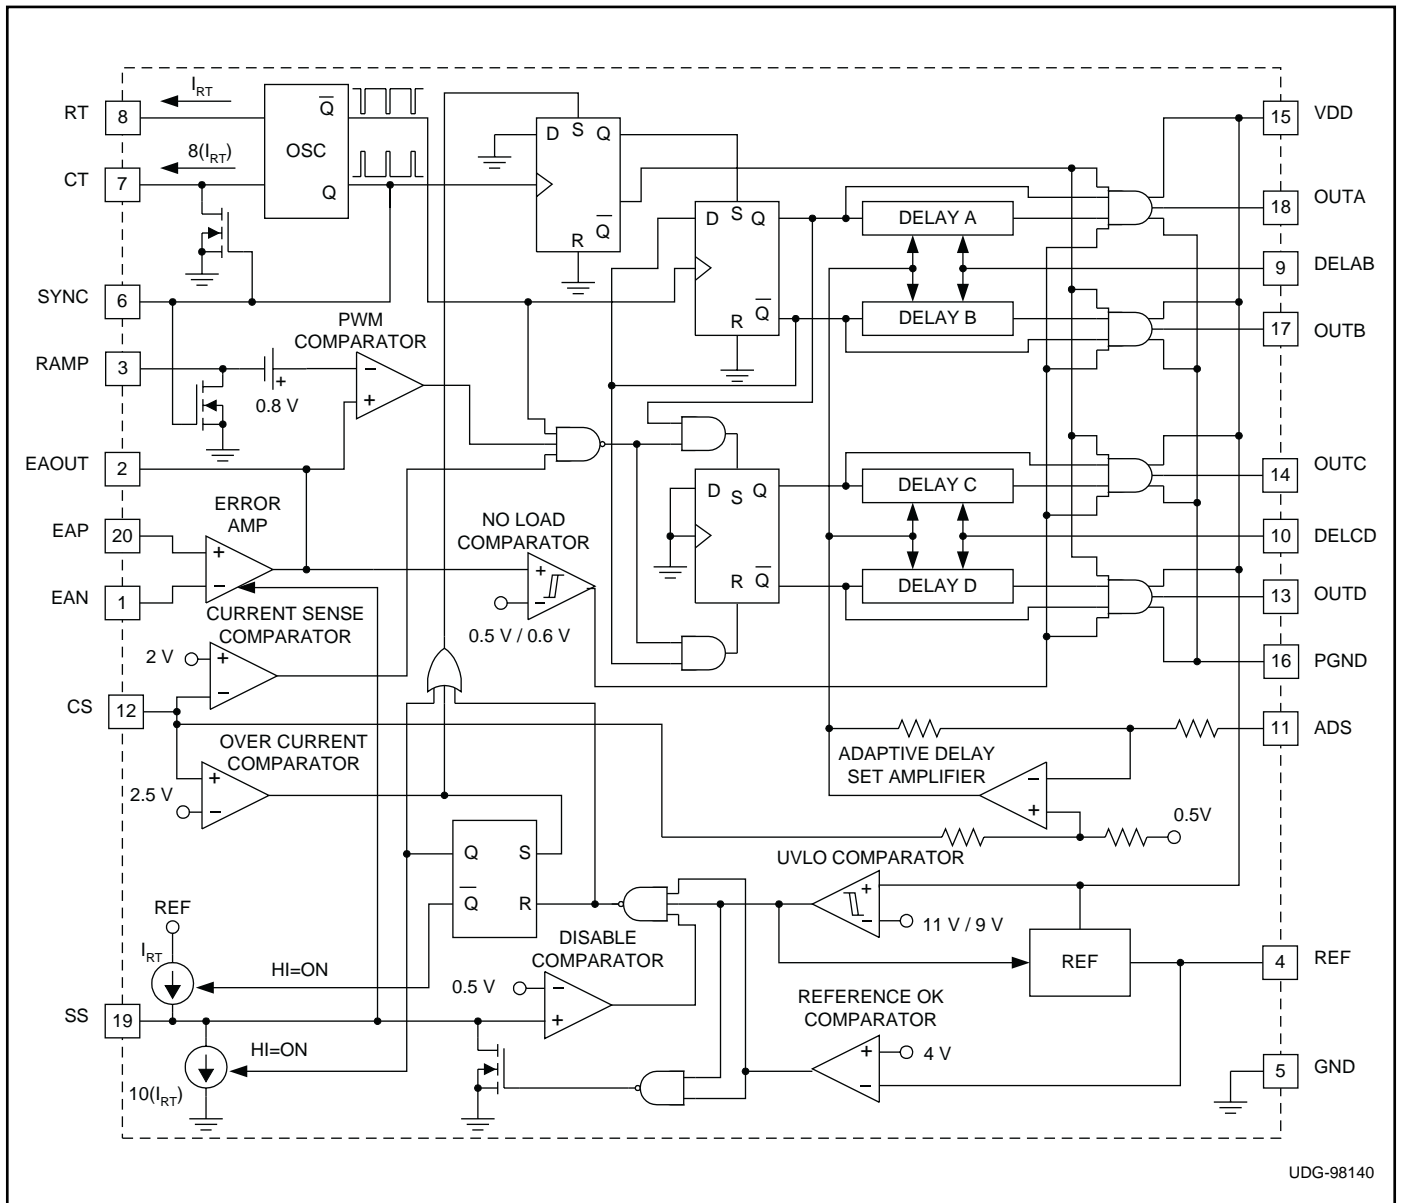 RT
8
I_RT
OSC
Q̅
Q
CT
7
8(I_RT)
SYNC
6
RAMP
3
0.8 V
+
PWM
COMPARATOR
−
+
D S Q
Q̅
R
D S Q
Q̅
R
DELAY A
DELAY B
15
VDD
18
OUTA
9
DELAB
17
OUTB
EAOUT
2
ERROR
AMP
EAP
20
+
−
EAN
1
NO LOAD
COMPARATOR
+
−
0.5 V / 0.6 V
D S Q
R Q̅
DELAY C
DELAY D
14
OUTC
10
DELCD
13
OUTD
16
PGND
CURRENT SENSE
COMPARATOR
2 V
+
−
CS
12
OVER CURRENT
COMPARATOR
2.5 V
+
−
11
ADS
ADAPTIVE DELAY
SET AMPLIFIER
−
+
0.5V
Q S
Q̅ R
UVLO COMPARATOR
+
−
11 V / 9 V
REF
I_RT
HI=ON
DISABLE
COMPARATOR
0.5 V
−
+
REF
4
REF
SS
19
HI=ON
10(I_RT)
REFERENCE OK
COMPARATOR
+
−
4 V
5
GND
UDG-98140